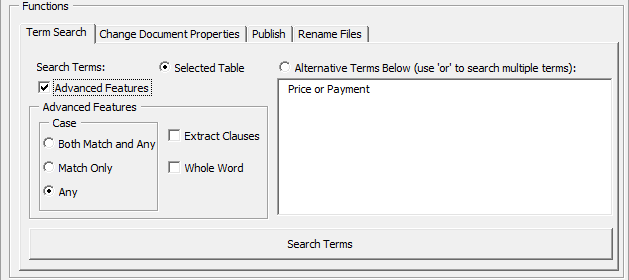 Functions
Term Search Change Document Properties Publish Rename Files
Search Terms: Selected Table Alternative Terms Below (use 'or' to search multiple terms):
Advanced Features Price or Payment
Advanced Features
Case
Both Match and Any Extract Clauses
Match Only Whole Word
Any
Search Terms